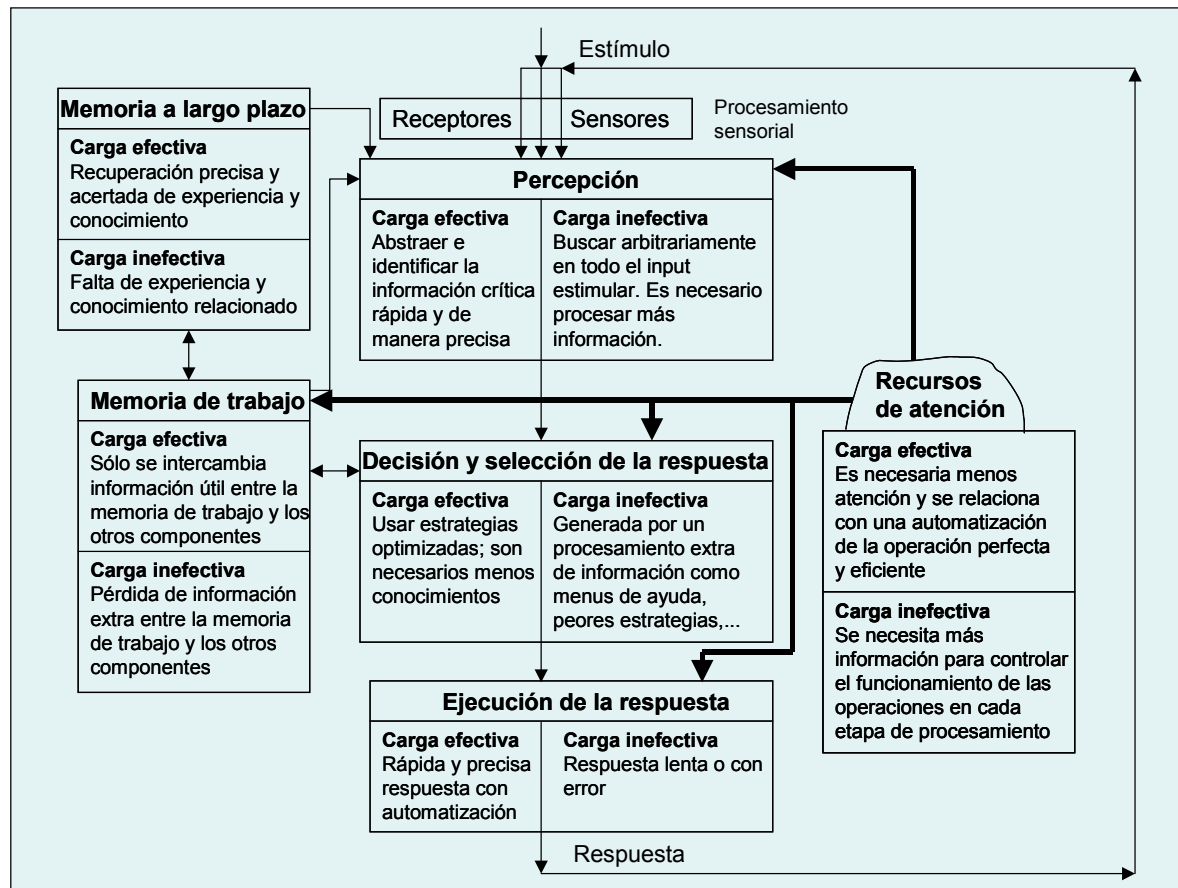 Estímulo
Receptores Sensores
Procesamiento
sensorial
Memoria a largo plazo
Carga efectiva
Recuperación precisa y
acertada de experiencia y
conocimiento
Carga inefectiva
Falta de experiencia y
conocimiento relacionado
Percepción
Carga efectiva
Abstraer e
identificar la
información crítica
rápida y de
manera precisa
Carga inefectiva
Buscar arbitrariamente
en todo el input
estimular. Es necesario
procesar más
información.
Memoria de trabajo
Carga efectiva
Sólo se intercambia
información útil entre la
memoria de trabajo y los
otros componentes
Carga inefectiva
Pérdida de información
extra entre la memoria
de trabajo y los otros
componentes
Decisión y selección de la respuesta
Carga efectiva
Usar estrategias
optimizadas; son
necesarios menos
conocimientos
Carga inefectiva
Generada por un
procesamiento extra
de información como
menus de ayuda,
peores estrategias,...
Recursos
de atención
Carga efectiva
Es necesaria menos
atención y se relaciona
con una automatización
de la operación perfecta
y eficiente
Carga inefectiva
Se necesita más
información para controlar
el funcionamiento de las
operaciones en cada
etapa de procesamiento
Ejecución de la respuesta
Carga efectiva
Rápida y precisa
respuesta con
automatización
Carga inefectiva
Respuesta lenta o con
error
Respuesta